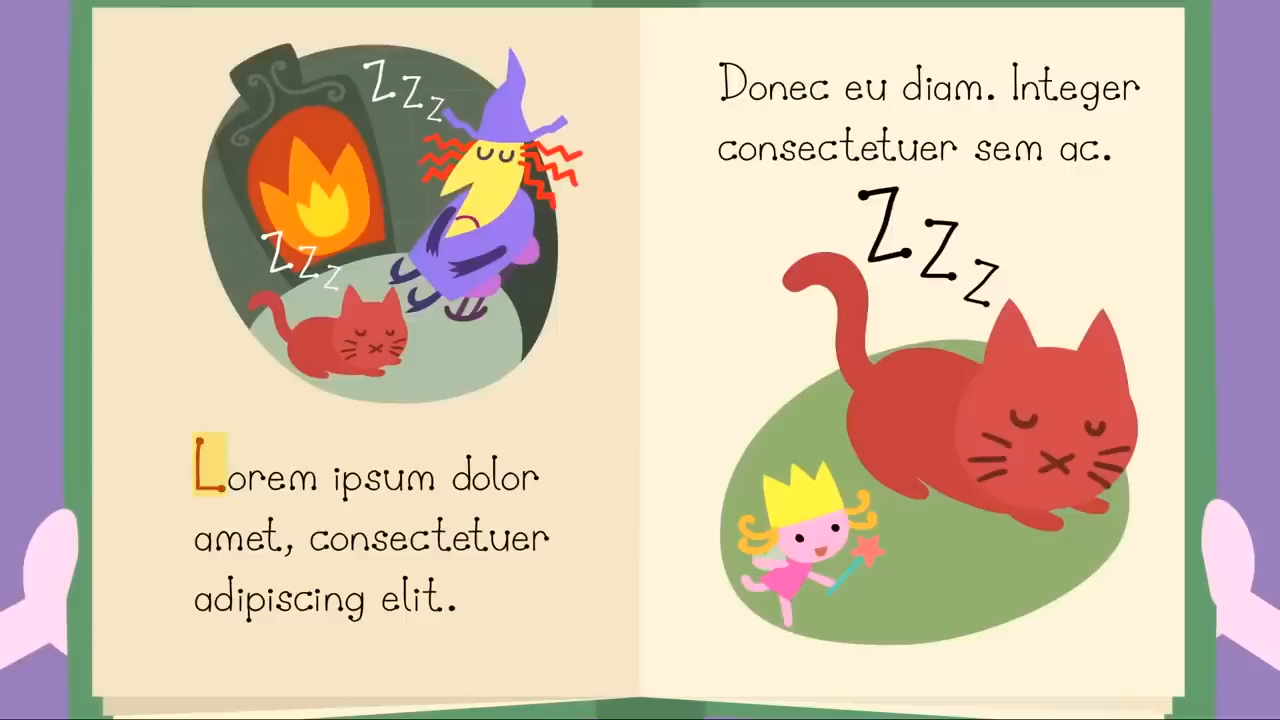 Z z z
Z z z
Lorem ipsum dolor
amet, consectetuer
adipiscing elit.
Donec eu diam. Integer
consectetuer sem ac.
Z z z